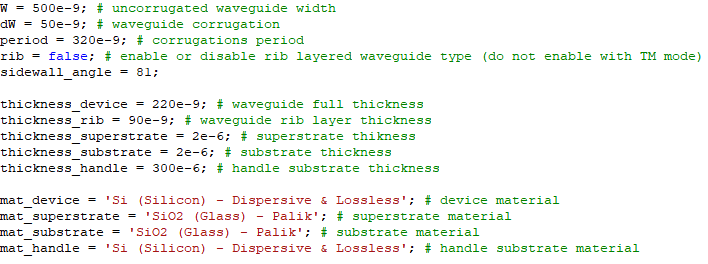 W = 500e-9; # uncorrugated waveguide width
dW = 50e-9; # waveguide corrugation
period = 320e-9; # corrugations period
rib = false; # enable or disable rib layered waveguide type (do not enable with TM mode)
sidewall_angle = 81;
thickness_device = 220e-9; # waveguide full thickness
thickness_rib = 90e-9; # waveguide rib layer thickness
thickness_superstrate = 2e-6; # superstrate thikness
thickness_substrate = 2e-6; # substrate thickness
thickness_handle = 300e-6; # handle substrate thickness
mat_device = 'Si (Silicon) - Dispersive & Lossless'; # device material
mat_superstrate = 'SiO2 (Glass) - Palik'; # superstrate material
mat_substrate = 'SiO2 (Glass) - Palik'; # substrate material
mat_handle = 'Si (Silicon) - Dispersive & Lossless'; # handle substrate material